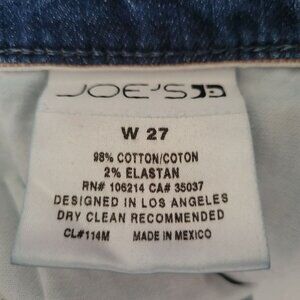 JOE'S
W 27
98% COTTON/COTON
2% ELASTAN
RN# 106214 CA# 35037
DESIGNED IN LOS ANGELES
DRY CLEAN RECOMMENDED
CL#114M MADE IN MEXICO